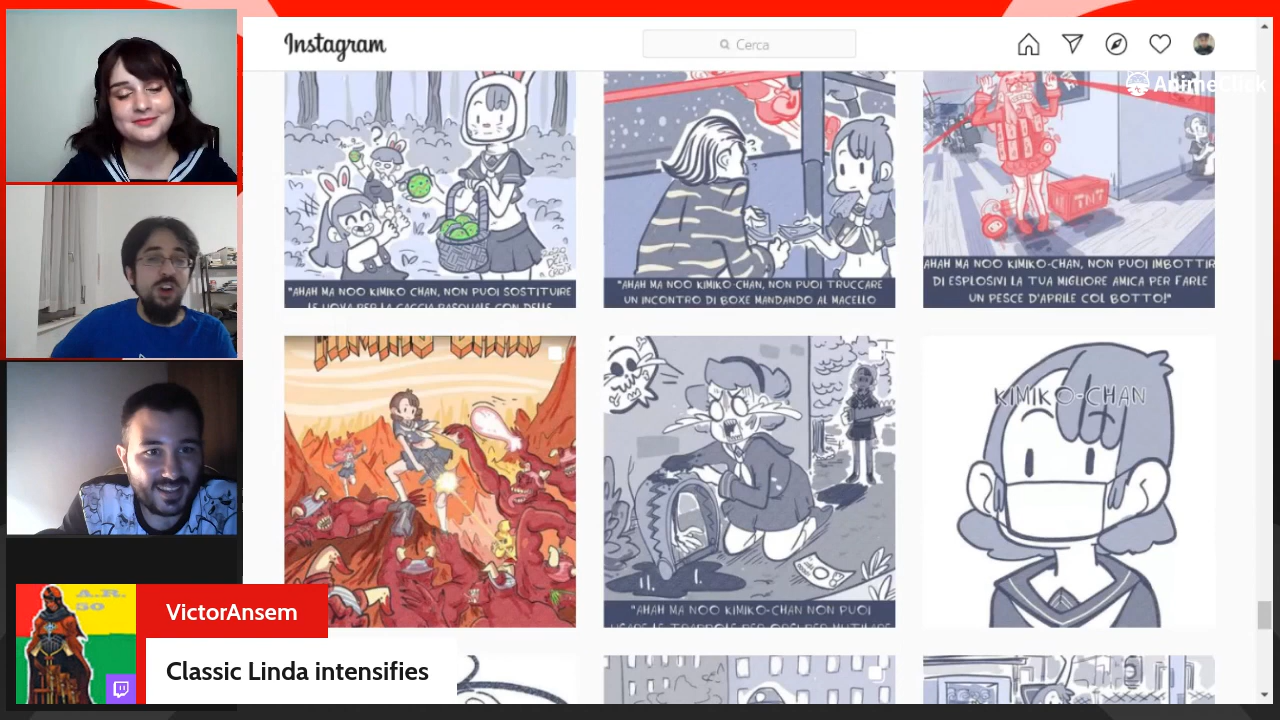 Instagram
Cerca
AnimeClick
"AHAH MA NOO KIMIKO CHAN, NON PUOI SOSTITUIRE
"AHAH MA NOO KIMIKO-CHAN, NON PUOI TRUCCARE
UN INCONTRO DI BOXE MANDANDO AL MACELLO
TNT
AHAH MA NOO KIMIKO-CHAN, NON PUOI IMBOTTIR
DI ESPLOSIVI LA TUA MIGLIORE AMICA PER FARLE
UN PESCE D'APRILE COL BOTTO!"
KIMIKO-CHAN
"AHAH MA NOO KIMIKO-CHAN NON PUOI
A.R.
50
VictorAnsem
Classic Linda intensifies